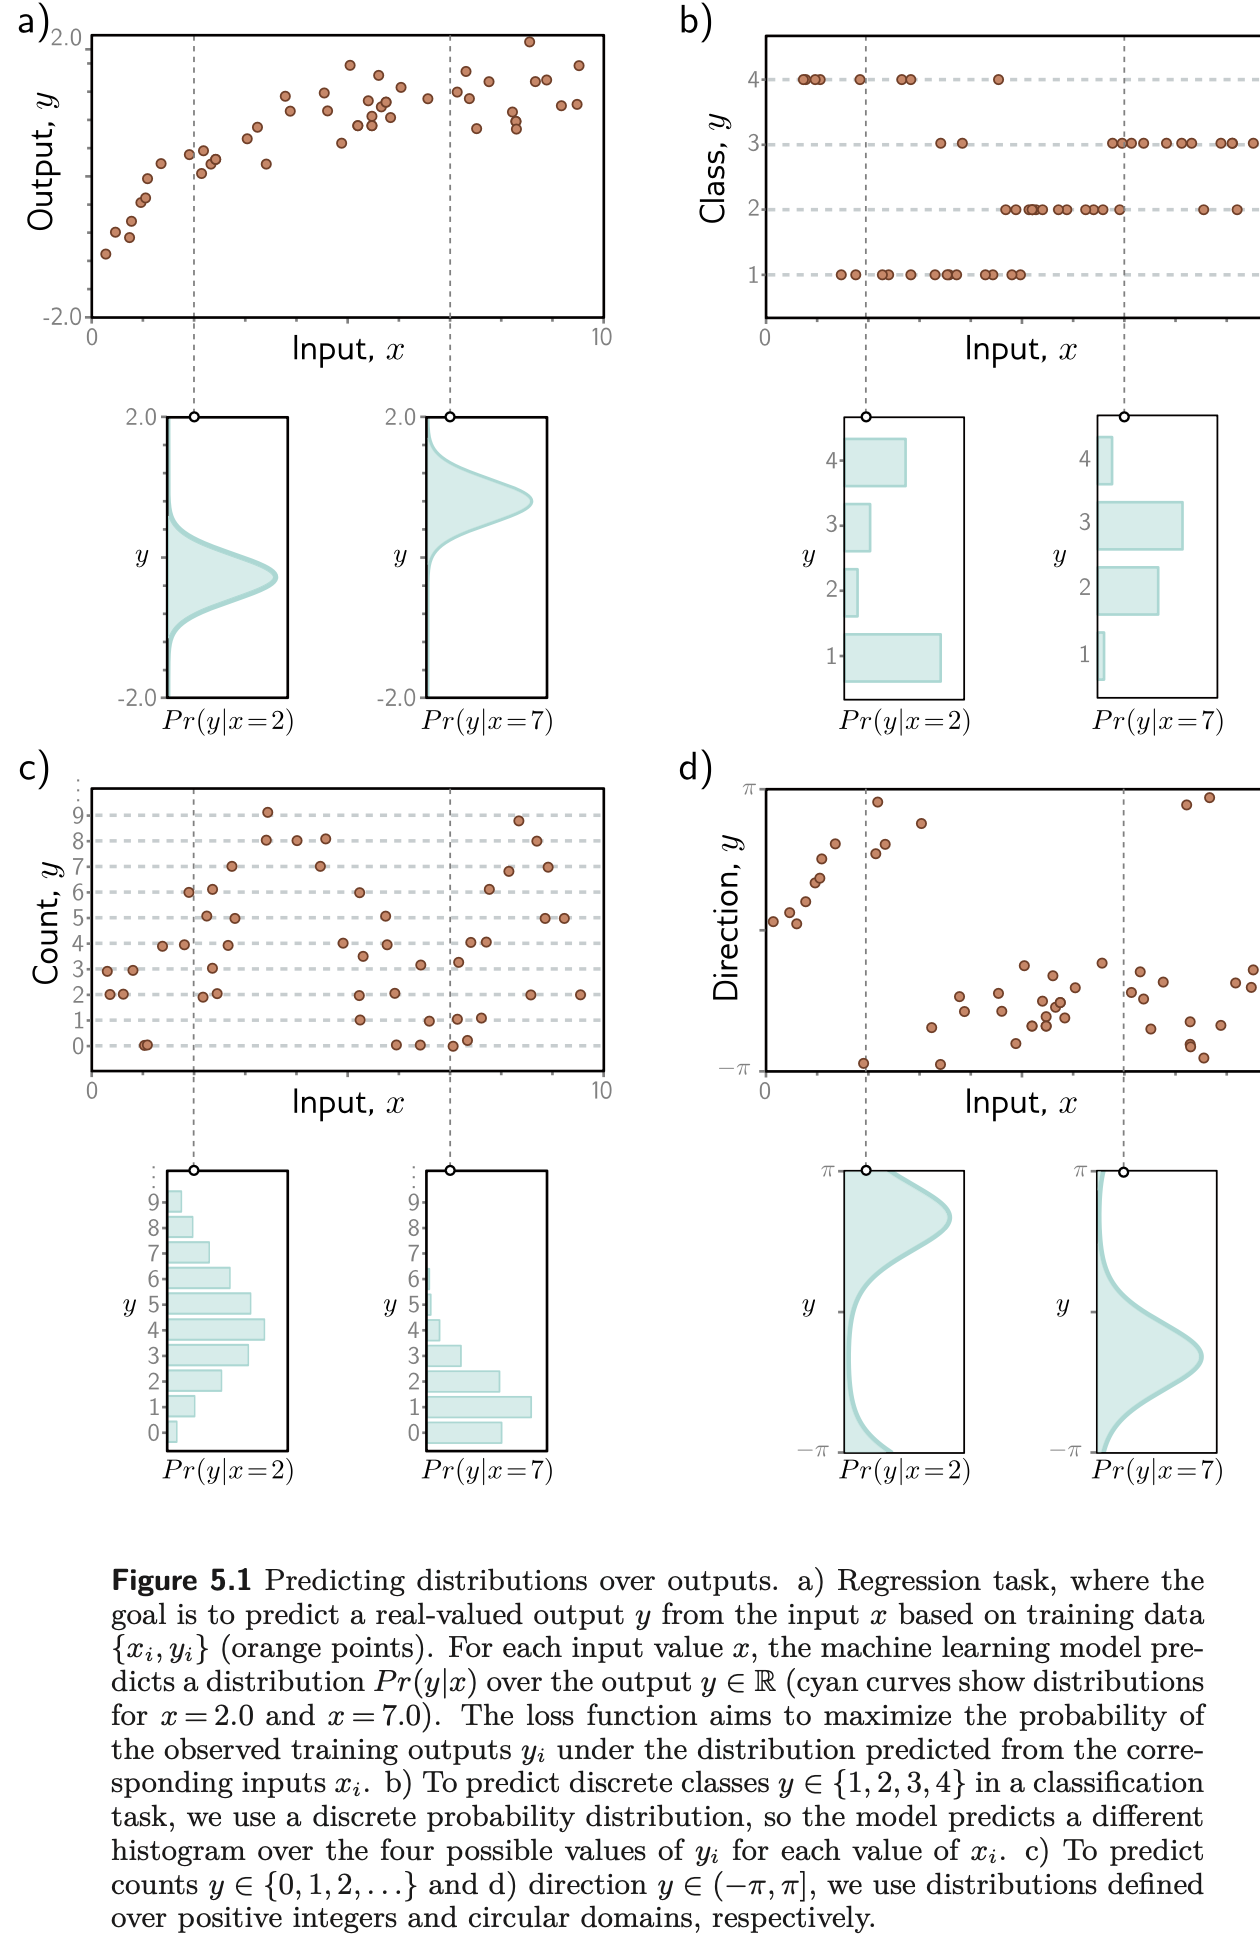 a)
2.0
Output, y
-2.0
0
10
Input, x
2.0
y
-2.0
Pr(y|x=2)
2.0
y
-2.0
Pr(y|x=7)
b)
Class, y
4
3
2
1
0
Input, x
4
3
y
2
1
Pr(y|x=2)
4
3
y
2
1
Pr(y|x=7)
c)
Count, y
9
8
7
6
5
4
3
2
1
0
0
10
Input, x
9
8
7
6
y 5
4
3
2
1
0
Pr(y|x=2)
9
8
7
6
y 5
4
3
2
1
0
Pr(y|x=7)
d)
π
Direction, y
−π
0
Input, x
π
y
−π
Pr(y|x=2)
π
y
−π
Pr(y|x=7)
Figure 5.1 Predicting distributions over outputs. a) Regression task, where the
goal is to predict a real-valued output y from the input x based on training data
{xᵢ, yᵢ} (orange points). For each input value x, the machine learning model pre-
dicts a distribution Pr(y|x) over the output y ∈ ℝ (cyan curves show distributions
for x = 2.0 and x = 7.0). The loss function aims to maximize the probability of
the observed training outputs yᵢ under the distribution predicted from the corre-
sponding inputs xᵢ. b) To predict discrete classes y ∈ {1, 2, 3, 4} in a classification
task, we use a discrete probability distribution, so the model predicts a different
histogram over the four possible values of yᵢ for each value of xᵢ. c) To predict
counts y ∈ {0, 1, 2, . . .} and d) direction y ∈ (−π, π], we use distributions defined
over positive integers and circular domains, respectively.